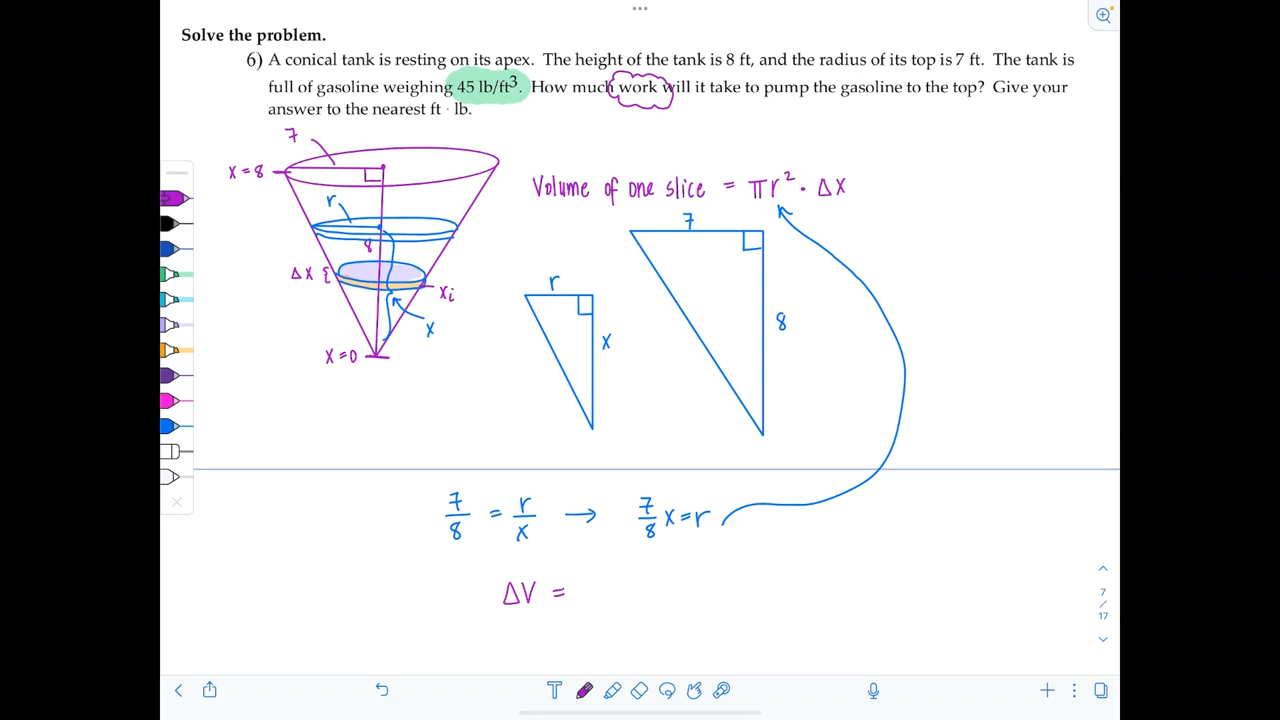 Solve the problem.
6) A conical tank is resting on its apex. The height of the tank is 8 ft, and the radius of its top is 7 ft. The tank is
full of gasoline weighing 45 lb/ft³. How much work will it take to pump the gasoline to the top? Give your
answer to the nearest ft · lb.
7
x = 8
r
8
Δx {
xi
x
x = 0
Volume of one slice = πr² · Δx
7
8
r
x
7/8 = r/x → 7/8 x = r
ΔV =
7
/
17
T